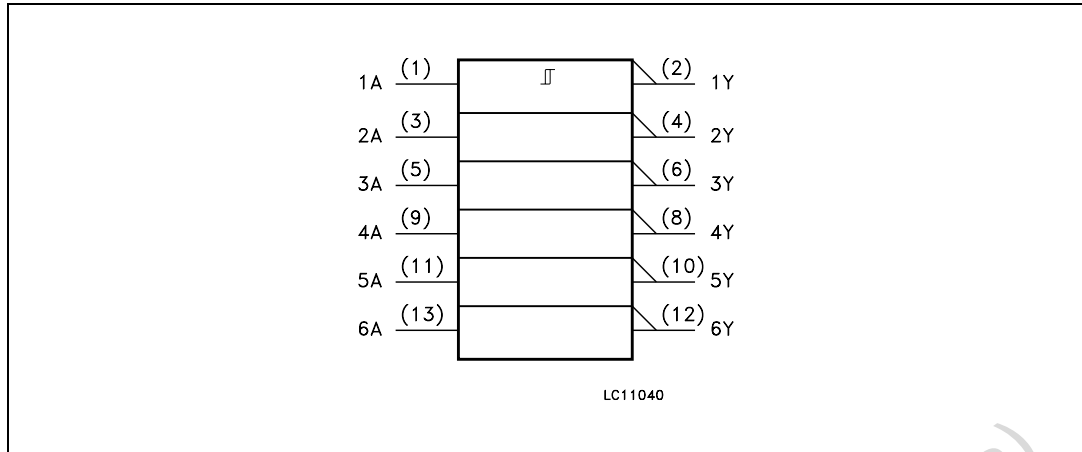 1A (1) (2) 1Y
2A (3) (4) 2Y
3A (5) (6) 3Y
4A (9) (8) 4Y
5A (11) (10) 5Y
6A (13) (12) 6Y
LC11040